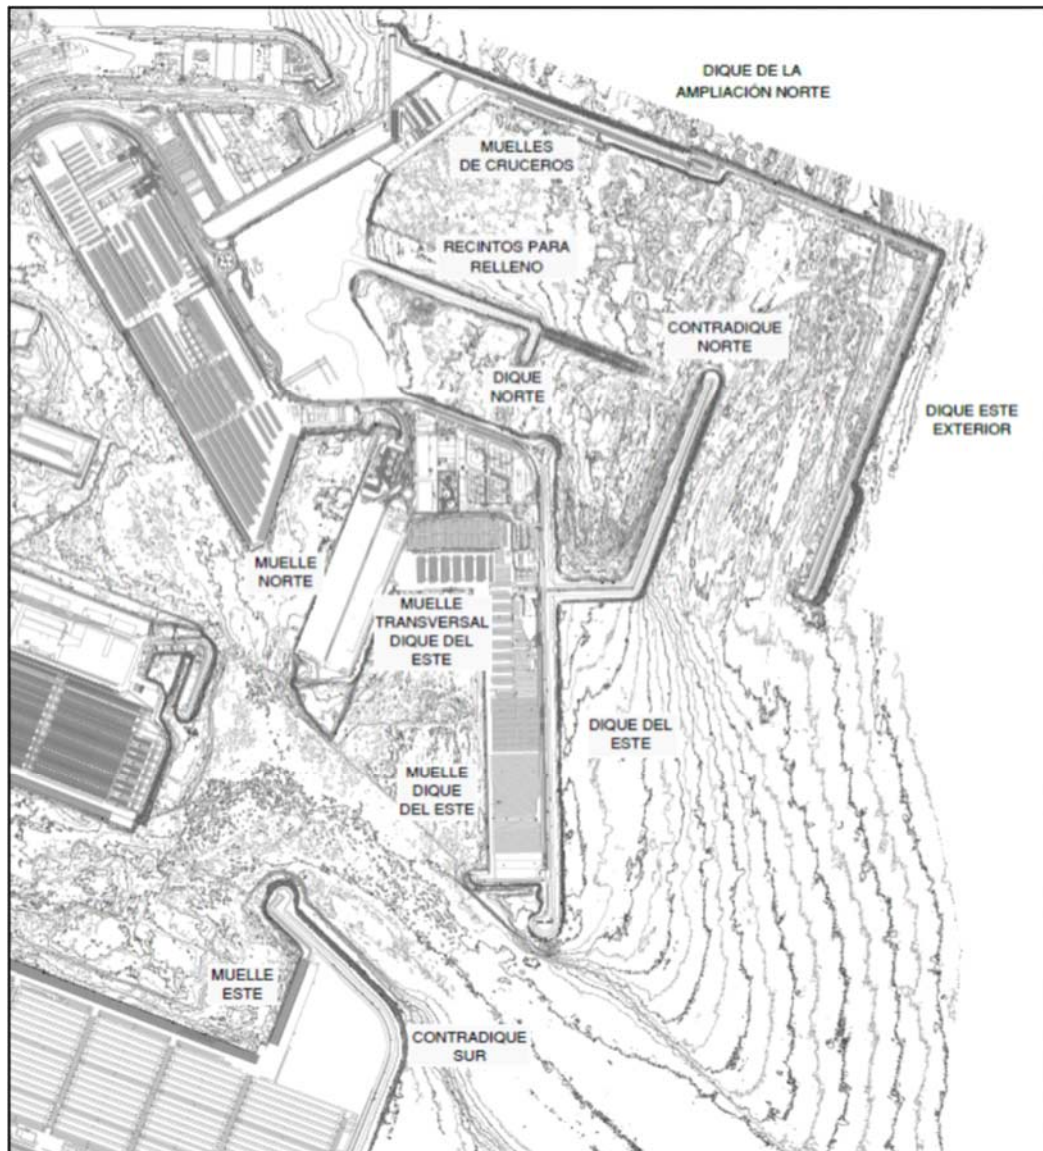 DIQUE DE LA
AMPLIACIÓN NORTE
MUELLES
DE CRUCEROS
RECINTOS PARA
RELLENO
CONTRADIQUE
NORTE
DIQUE
NORTE
DIQUE ESTE
EXTERIOR
MUELLE
NORTE
MUELLE
TRANSVERSAL
DIQUE DEL
ESTE
DIQUE DEL
ESTE
MUELLE
DIQUE
DEL ESTE
MUELLE
ESTE
CONTRADIQUE
SUR